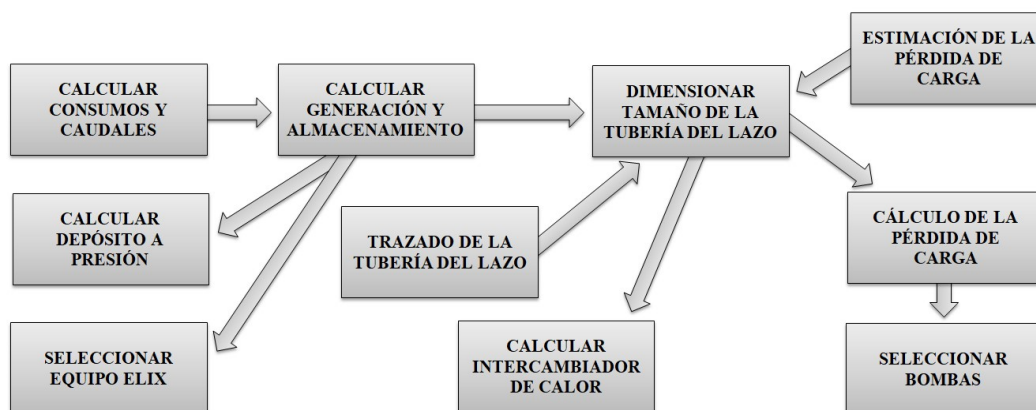 CALCULAR
CONSUMOS Y
CAUDALES
CALCULAR
GENERACIÓN Y
ALMACENAMIENTO
DIMENSIONAR
TAMAÑO DE LA
TUBERÍA DEL LAZO
ESTIMACIÓN DE LA
PÉRDIDA DE
CARGA
CALCULAR
DEPÓSITO A
PRESIÓN
TRAZADO DE LA
TUBERÍA DEL LAZO
CÁLCULO DE LA
PÉRDIDA DE
CARGA
SELECCIONAR
EQUIPO ELIX
CALCULAR
INTERCAMBIADOR
DE CALOR
SELECCIONAR
BOMBAS